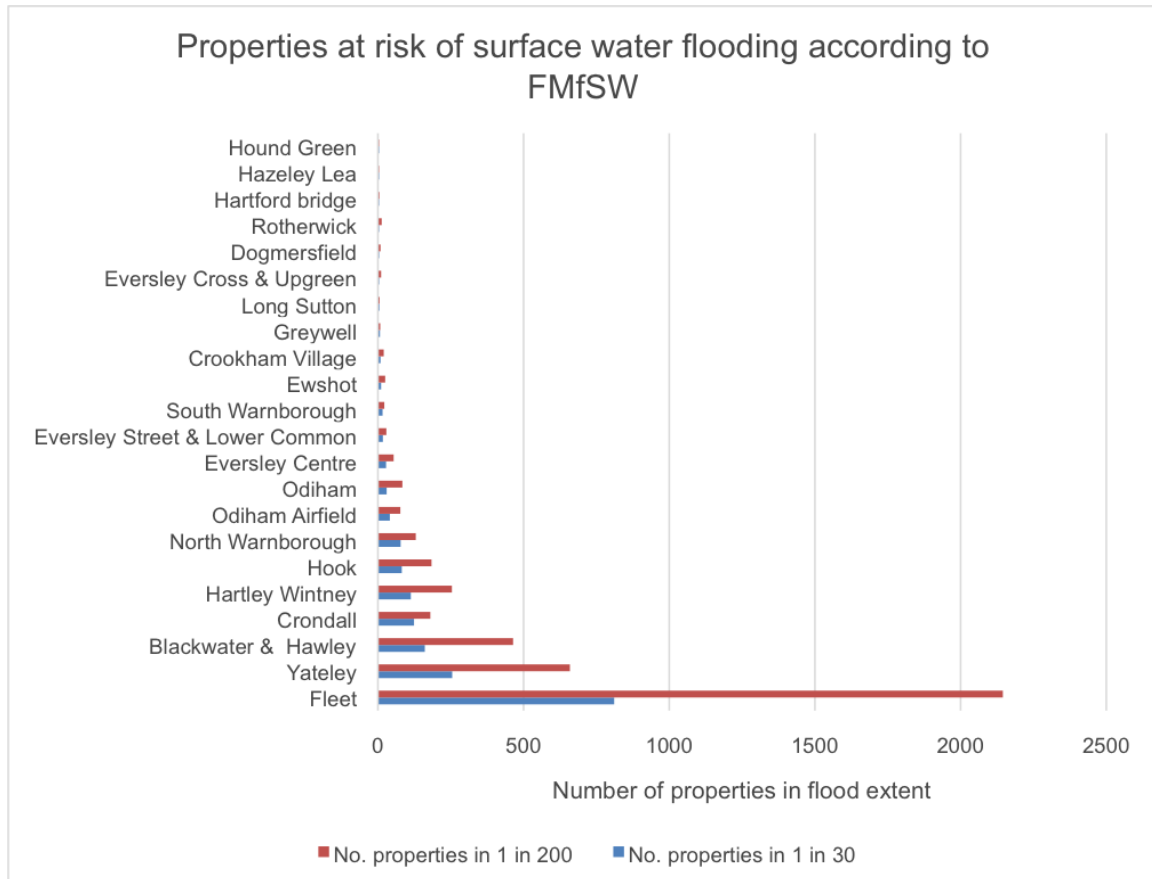 Properties at risk of surface water flooding according to
FMfSW
Hound Green
Hazeley Lea
Hartford bridge
Rotherwick
Dogmersfield
Eversley Cross & Upgreen
Long Sutton
Greywell
Crookham Village
Ewshot
South Warnborough
Eversley Street & Lower Common
Eversley Centre
Odiham
Odiham Airfield
North Warnborough
Hook
Hartley Wintney
Crondall
Blackwater &  Hawley
Yateley
Fleet
0 500 1000 1500 2000 2500
Number of properties in flood extent
No. properties in 1 in 200 No. properties in 1 in 30